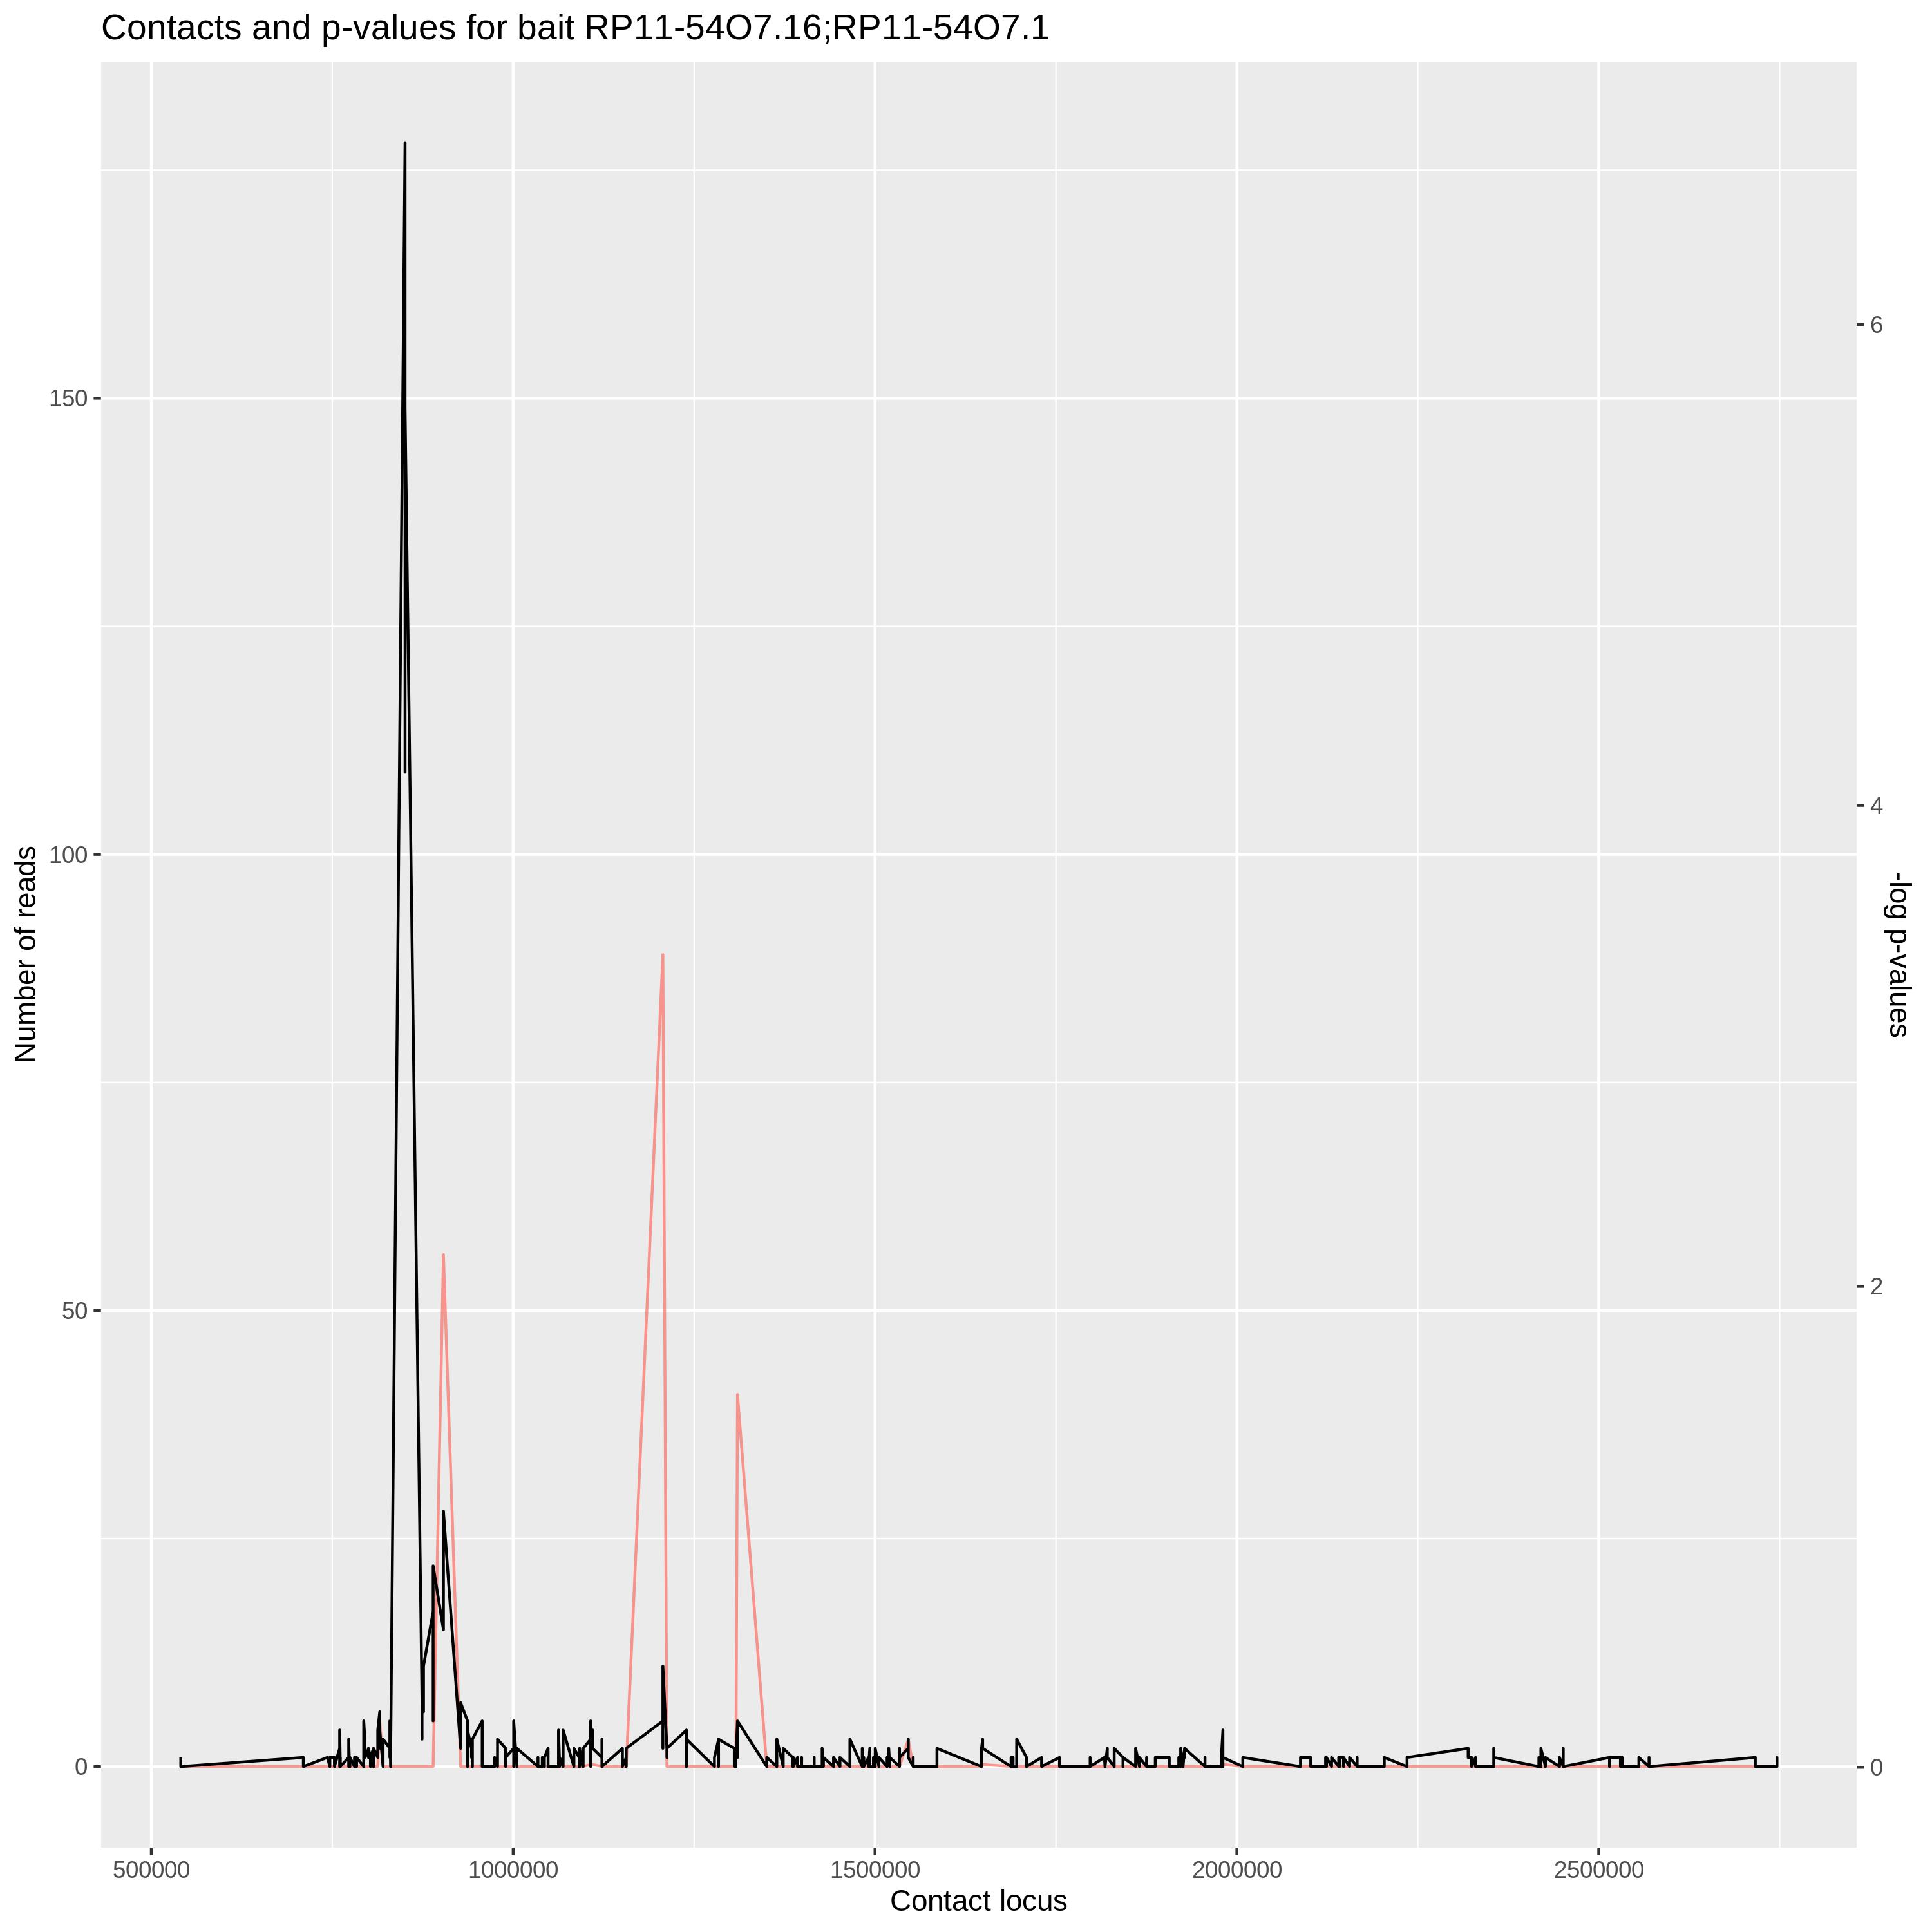 Contacts and p-values for bait RP11-54O7.16;RP11-54O7.1
Number of reads
150
100
50
0
6
4
2
0
-log p-values
500000 1000000 1500000 2000000 2500000
Contact locus